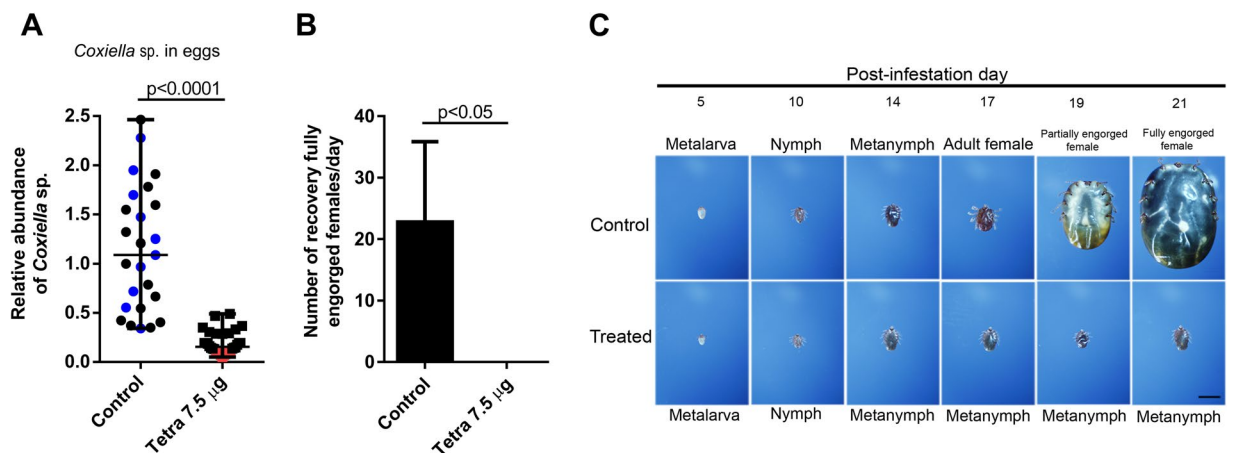 A
Coxiella sp. in eggs
p<0.0001
Relative abundance
of Coxiella sp.
2.5
2.0
1.5
1.0
0.5
0.0
Control
Tetra 7.5 µg
B
p<0.05
Number of recovery fully
engorged females/day
40
30
20
10
0
Control
Tetra 7.5 µg
C
Post-infestation day
5 10 14 17 19 21
Metalarva Nymph Metanymph Adult female Partially engorged female Fully engorged female
Control
Treated
Metalarva Nymph Metanymph Metanymph Metanymph Metanymph